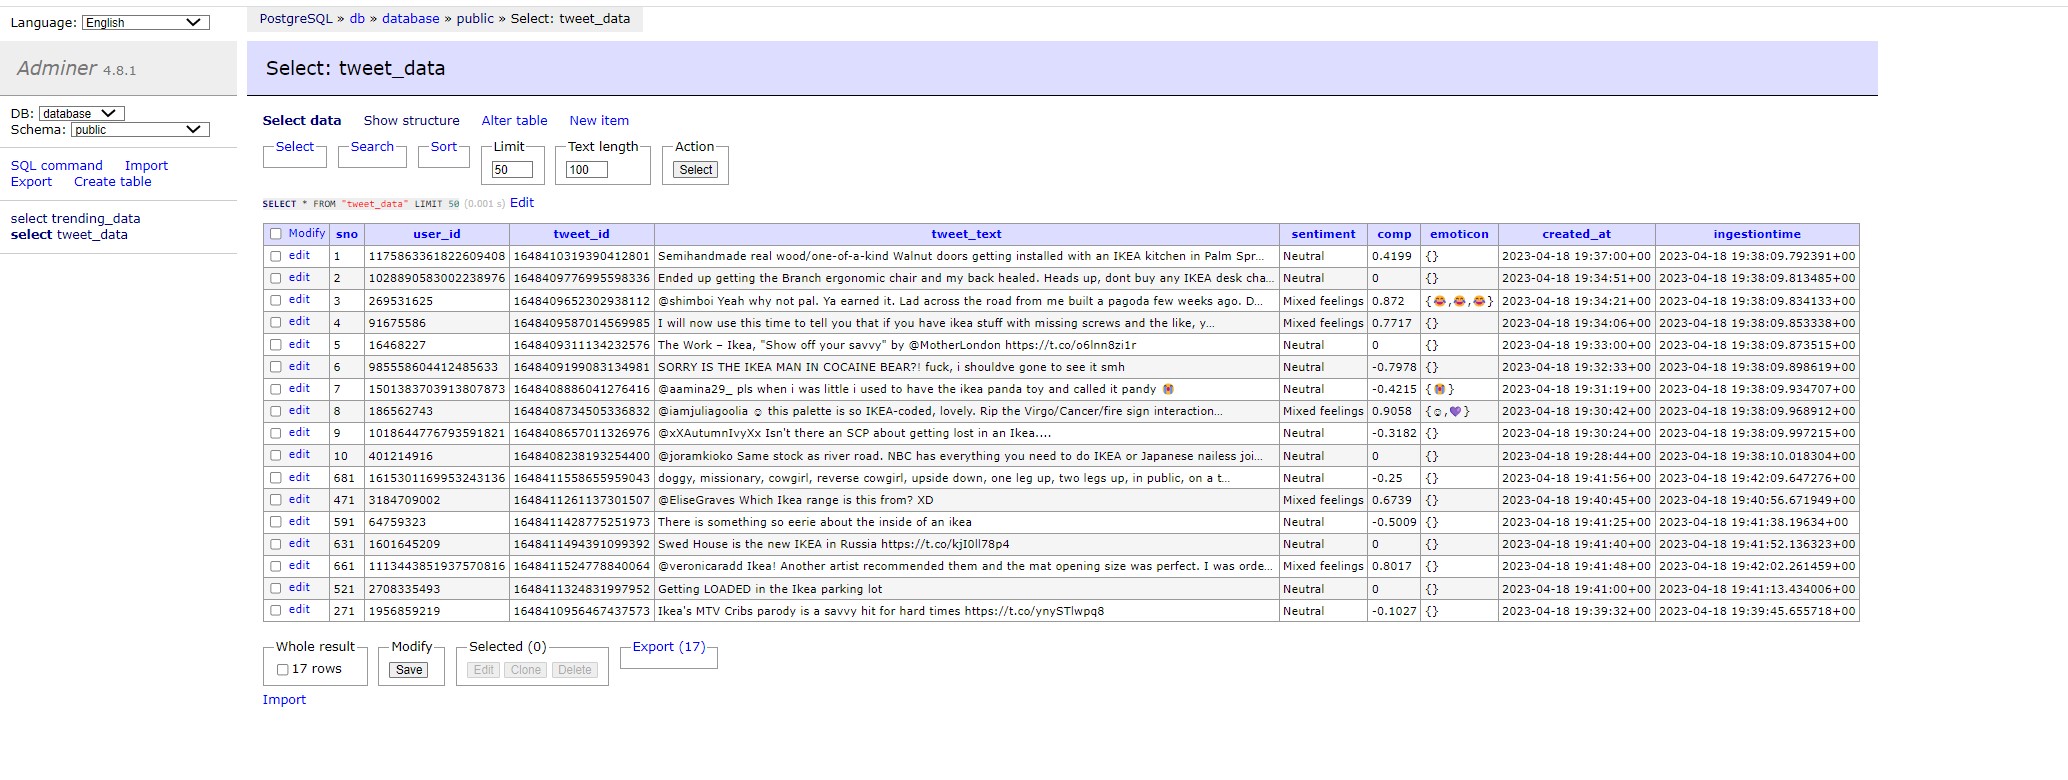 Language: English
PostgreSQL » db » database » public » Select: tweet_data
Adminer 4.8.1
Select: tweet_data
DB: database
Schema: public
SQL command Import
Export Create table
select trending_data
select tweet_data
Select data Show structure Alter table New item
Select Search Sort Limit Text length Action
50 100 Select
SELECT * FROM "tweet_data" LIMIT 50 (0.001 s) Edit
Modify sno user_id tweet_id tweet_text sentiment comp emoticon created_at ingestiontime
edit 1 1175863361822609408 1648410319390412801 Semihandmade real wood/one-of-a-kind Walnut doors getting installed with an IKEA kitchen in Palm Spr... Neutral 0.4199 {} 2023-04-18 19:37:00+00 2023-04-18 19:38:09.792391+00
edit 2 1028890583002238976 1648409776995598336 Ended up getting the Branch ergonomic chair and my back healed. Heads up, dont buy any IKEA desk cha... Neutral 0 {} 2023-04-18 19:34:51+00 2023-04-18 19:38:09.813485+00
edit 3 269531625 1648409652302938112 @shimboi Yeah why not pal. Ya earned it. Lad across the road from me built a pagoda few weeks ago. D... Mixed feelings 0.872 {😂,😂,😂} 2023-04-18 19:34:21+00 2023-04-18 19:38:09.834133+00
edit 4 91675586 1648409587014569985 I will now use this time to tell you that if you have ikea stuff with missing screws and the like, y... Mixed feelings 0.7717 {} 2023-04-18 19:34:06+00 2023-04-18 19:38:09.853338+00
edit 5 16468227 1648409311134232576 The Work – Ikea, "Show off your savvy" by @MotherLondon https://t.co/o6lnn8zi1r Neutral 0 {} 2023-04-18 19:33:00+00 2023-04-18 19:38:09.873515+00
edit 6 985558604412485633 1648409199083134981 SORRY IS THE IKEA MAN IN COCAINE BEAR?! fuck, i shouldve gone to see it smh Neutral -0.7978 {} 2023-04-18 19:32:33+00 2023-04-18 19:38:09.898619+00
edit 7 1501383703913807873 1648408886041276416 @aamina29_ pls when i was little i used to have the ikea panda toy and called it pandy 😭 Neutral -0.4215 {😭} 2023-04-18 19:31:19+00 2023-04-18 19:38:09.934707+00
edit 8 186562743 1648408734505336832 @iamjuliagoolia ☺ this palette is so IKEA-coded, lovely. Rip the Virgo/Cancer/fire sign interaction... Mixed feelings 0.9058 {☺,💜} 2023-04-18 19:30:42+00 2023-04-18 19:38:09.968912+00
edit 9 1018644776793591821 1648408657011326976 @xXAutumnIvyXx Isn't there an SCP about getting lost in an Ikea.... Neutral -0.3182 {} 2023-04-18 19:30:24+00 2023-04-18 19:38:09.997215+00
edit 10 401214916 1648408238193254400 @joramkioko Same stock as river road. NBC has everything you need to do IKEA or Japanese nailess joi... Neutral 0 {} 2023-04-18 19:28:44+00 2023-04-18 19:38:10.018304+00
edit 681 1615301169953243136 1648411558655959043 doggy, missionary, cowgirl, reverse cowgirl, upside down, one leg up, two legs up, in public, on a t... Neutral -0.25 {} 2023-04-18 19:41:56+00 2023-04-18 19:42:09.647276+00
edit 471 3184709002 1648411261137301507 @EliseGraves Which Ikea range is this from? XD Mixed feelings 0.6739 {} 2023-04-18 19:40:45+00 2023-04-18 19:40:56.671949+00
edit 591 64759323 1648411428775251973 There is something so eerie about the inside of an ikea Neutral -0.5009 {} 2023-04-18 19:41:25+00 2023-04-18 19:41:38.19634+00
edit 631 1601645209 1648411494391099392 Swed House is the new IKEA in Russia https://t.co/kjI0ll78p4 Neutral 0 {} 2023-04-18 19:41:40+00 2023-04-18 19:41:52.136323+00
edit 661 1113443851937570816 1648411524778840064 @veronicaradd Ikea! Another artist recommended them and the mat opening size was perfect. I was orde... Mixed feelings 0.8017 {} 2023-04-18 19:41:48+00 2023-04-18 19:42:02.261459+00
edit 521 2708335493 1648411324831997952 Getting LOADED in the Ikea parking lot Neutral 0 {} 2023-04-18 19:41:00+00 2023-04-18 19:41:13.434006+00
edit 271 1956859219 1648410956467437573 Ikea's MTV Cribs parody is a savvy hit for hard times https://t.co/ynySTlwpq8 Neutral -0.1027 {} 2023-04-18 19:39:32+00 2023-04-18 19:39:45.655718+00
Whole result Modify Selected (0) Export (17)
17 rows Save Edit Clone Delete
Import